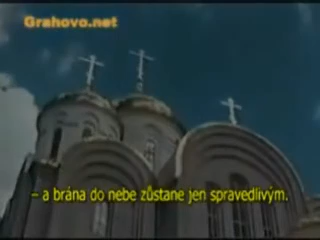 Grahovo.net
– a brána do nebe zůstane jen spravedlivým.